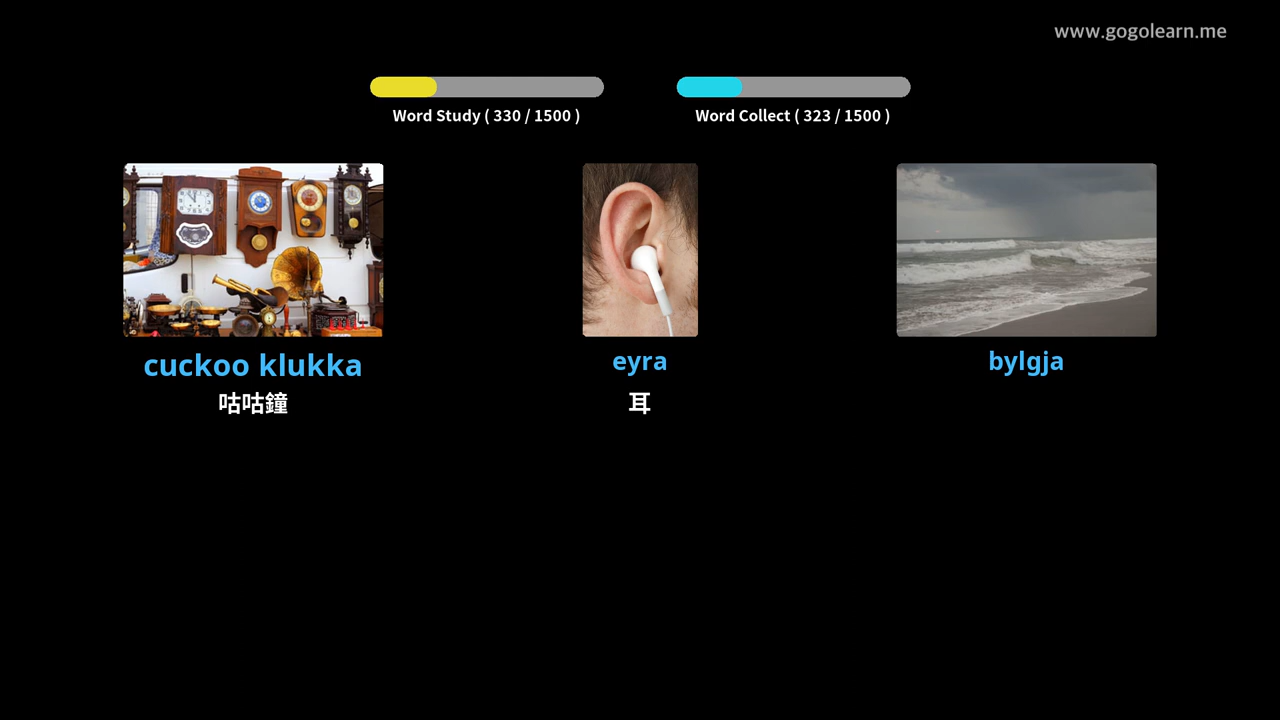 www.gogolearn.me
Word Study ( 330 / 1500 )
Word Collect ( 323 / 1500 )
cuckoo klukka
咕咕鐘
eyra
耳
bylgja